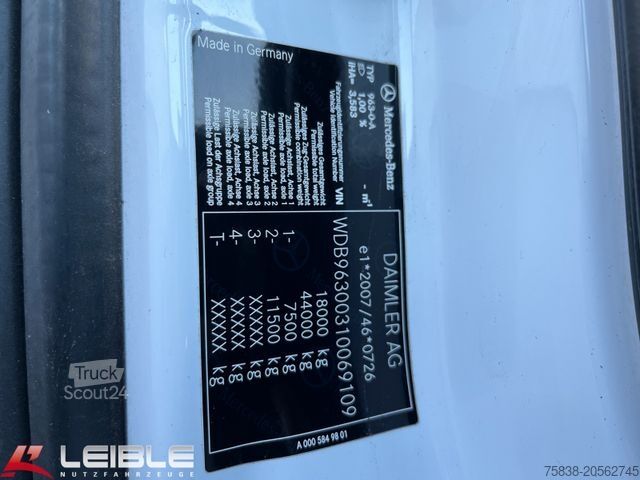 Mercedes-Benz
DAIMLER AG
TYP 963-0-A
e1*2007/46*0726
1,00 % - m⁻¹
IHA= 3,583
Fahrzeugidentifizierungsnummer
Vehicle identification number VIN WDB96300310069109
Zulässiges Gesamtgewicht
Permissible total weight 18000 kg
Zulässiges Zug-Gesamtgewicht
Permissible combination weight 44000 kg
Zulässige Achslast, Achse 1
Permissible axle load, axle 1 1- 7500 kg
Zulässige Achslast, Achse 2
Permissible axle load, axle 2 2- 11500 kg
Zulässige Achslast, Achse 3
Permissible axle load, axle 3 3- XXXXX kg
Zulässige Achslast, Achse 4
Permissible axle load, axle 4 4- XXXXX kg
Zulässige Last der Achsgruppe
Permissible load on axle group T- XXXXX kg
Made in Germany
A 000 584 98 01
Truck
Scout24
LEIBLE
NUTZFAHRZEUGE
75838-20562745